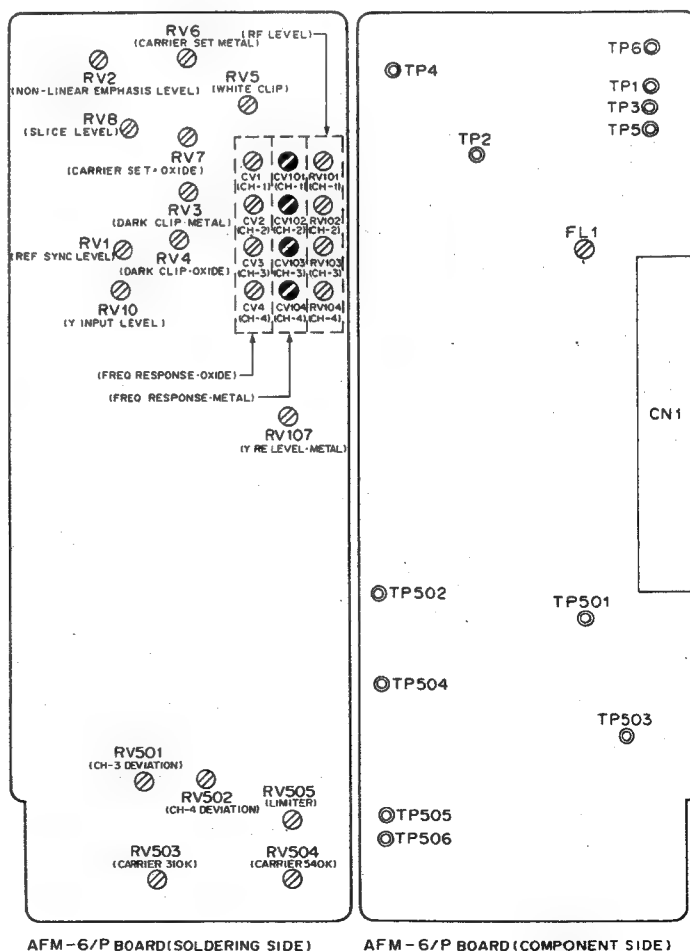 RV6
(CARRIER SET METAL)
(RF LEVEL)
RV2
(NON-LINEAR EMPHASIS LEVEL)
RV5
(WHITE CLIP)
RV8
(SLICE LEVEL)
RV7
(CARRIER SET-OXIDE)
CV1
(CH-1)
CV101
(CH-1)
RV101
(CH-1)
RV3
(DARK CLIP-METAL)
CV2
(CH-2)
CV102
(CH-2)
RV102
(CH-2)
RV1
(REF SYNC LEVEL)
RV4
(DARK CLIP-OXIDE)
CV3
(CH-3)
CV103
(CH-3)
RV103
(CH-3)
RV10
(Y INPUT LEVEL)
CV4
(CH-4)
CV104
(CH-4)
RV104
(CH-4)
(FREQ RESPONSE-OXIDE)
(FREQ RESPONSE-METAL)
RV107
(Y RE LEVEL-METAL)
RV501
(CH-3 DEVIATION)
RV502
(CH-4 DEVIATION)
RV505
(LIMITER)
RV503
(CARRIER 310K)
RV504
(CARRIER 540K)
AFM-6/P BOARD(SOLDERING SIDE)
TP6
TP4
TP1
TP3
TP5
TP2
FL1
CN1
TP502
TP501
TP504
TP503
TP505
TP506
AFM-6/P BOARD(COMPONENT SIDE)